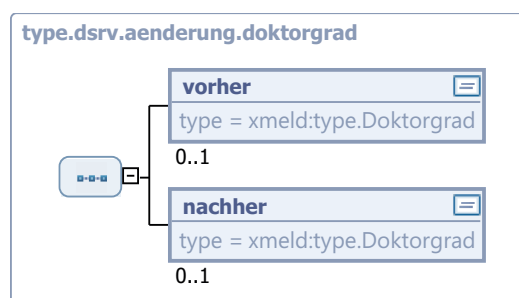 type.dsrv.aenderung.doktorgrad
vorher
type = xmeld:type.Doktorgrad
0..1
nachher
type = xmeld:type.Doktorgrad
0..1